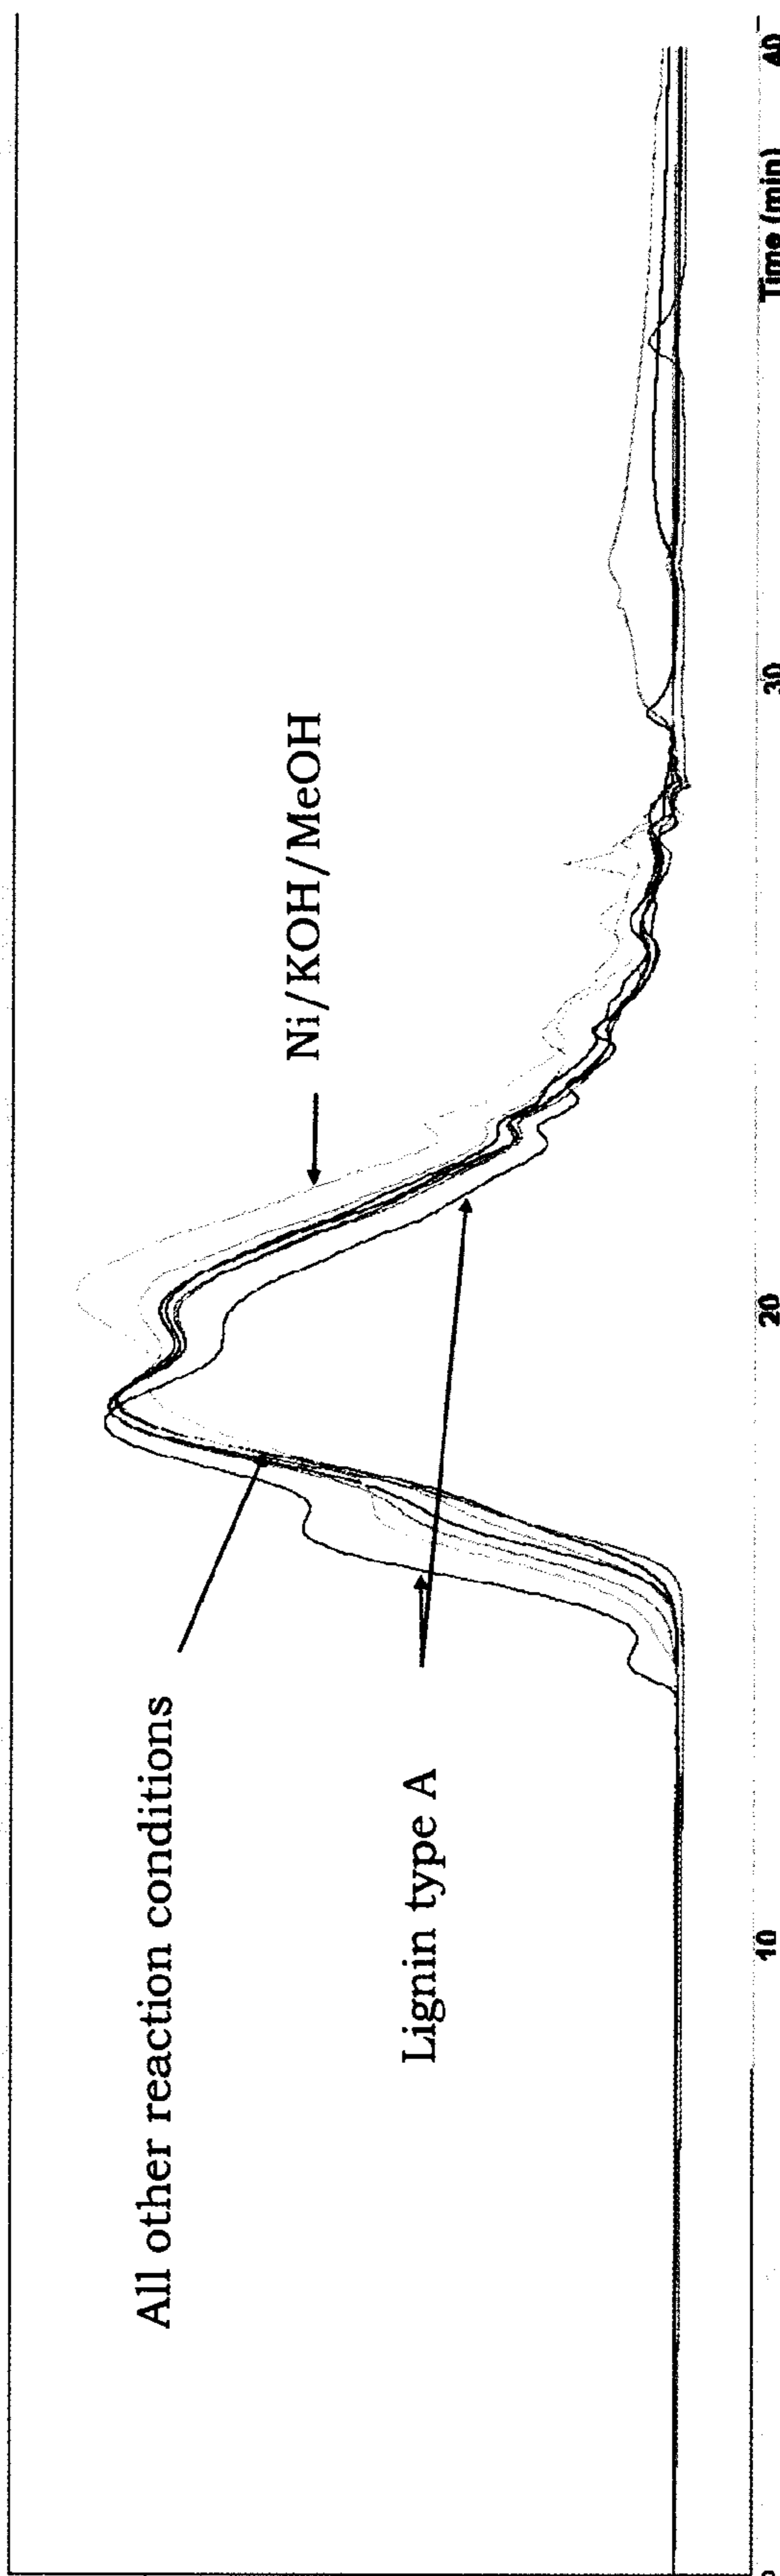 All other reaction conditions
Lignin type A
Ni/KOH/MeOH
10
20
30
40
Time (min)